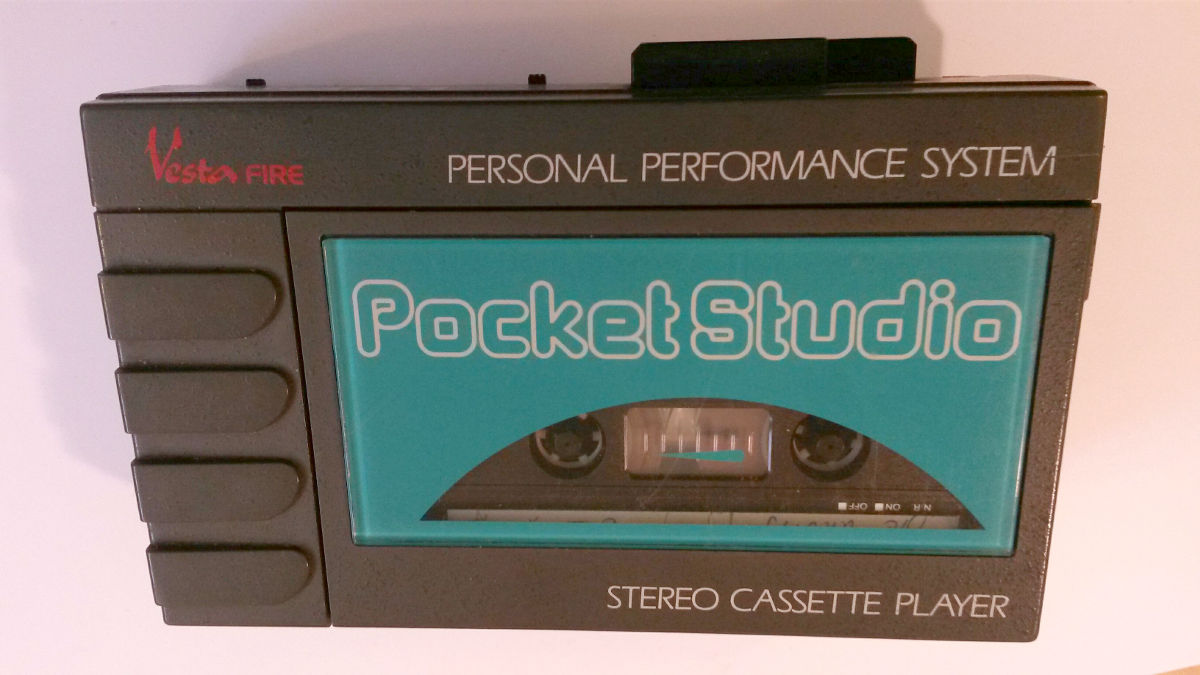 Vesta FIRE
PERSONAL PERFORMANCE SYSTEM
Pocket Studio
N.R ON OFF
STEREO CASSETTE PLAYER